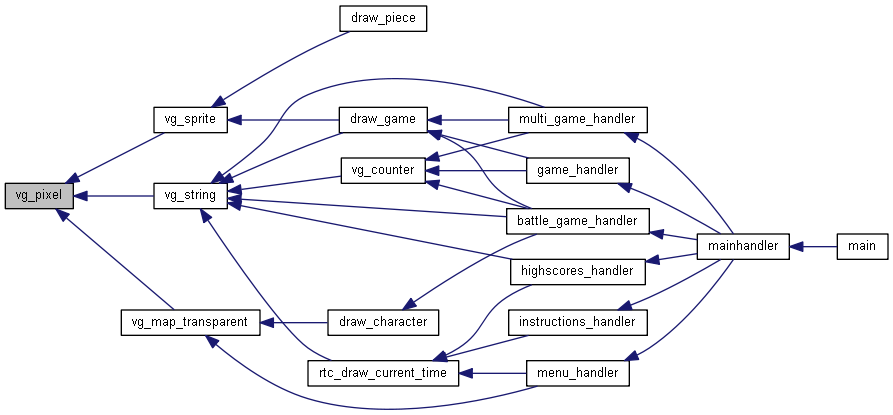 draw_piece
vg_sprite
draw_game
multi_game_handler
vg_counter
game_handler
vg_pixel
vg_string
battle_game_handler
mainhandler
main
highscores_handler
vg_map_transparent
draw_character
instructions_handler
rtc_draw_current_time
menu_handler